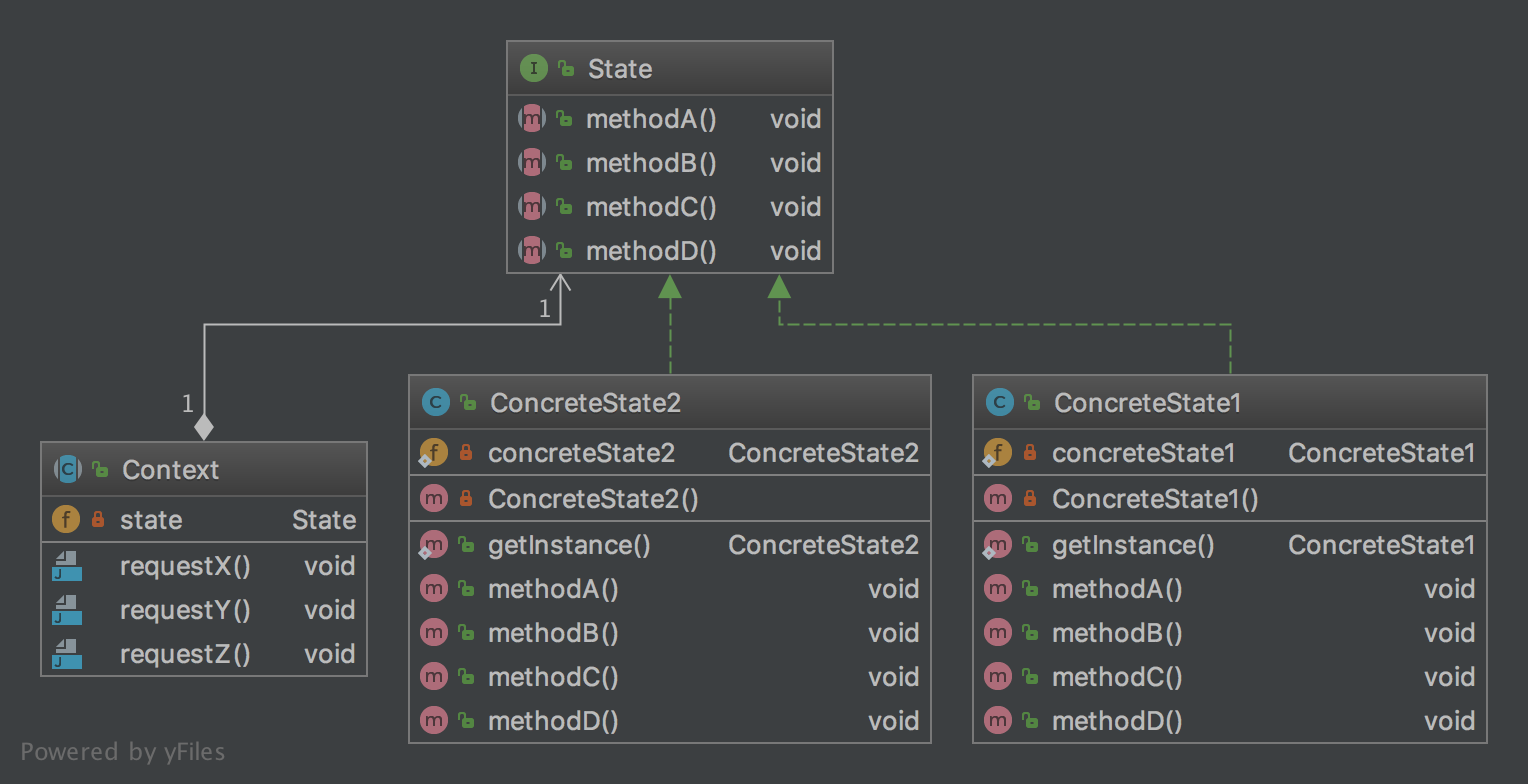 I State
m methodA() void
m methodB() void
m methodC() void
m methodD() void
1
1
C Context
f state State
J requestX() void
J requestY() void
J requestZ() void
C ConcreteState2
f concreteState2 ConcreteState2
m ConcreteState2()
m getInstance() ConcreteState2
m methodA() void
m methodB() void
m methodC() void
m methodD() void
C ConcreteState1
f concreteState1 ConcreteState1
m ConcreteState1()
m getInstance() ConcreteState1
m methodA() void
m methodB() void
m methodC() void
m methodD() void
Powered by yFiles